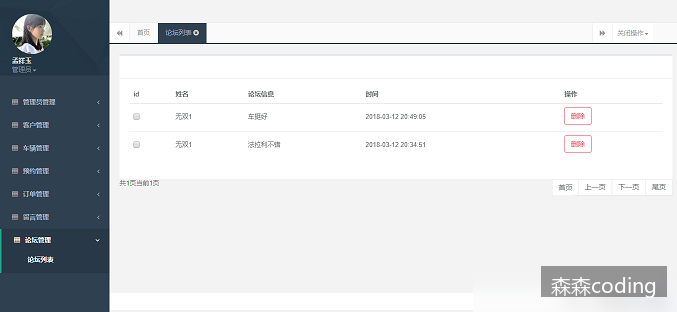 孟祥玉
管理员
管理员管理
客户管理
车辆管理
预约管理
订单管理
留言管理
论坛管理
论坛列表
首页 论坛列表 关闭操作
id 姓名 论坛信息 时间 操作
无双1 车挺好 2018-03-12 20:49:05 删除
无双1 法拉利不错 2018-03-12 20:34:51 删除
共1页当前1页
首页 上一页 下一页 尾页
森森coding